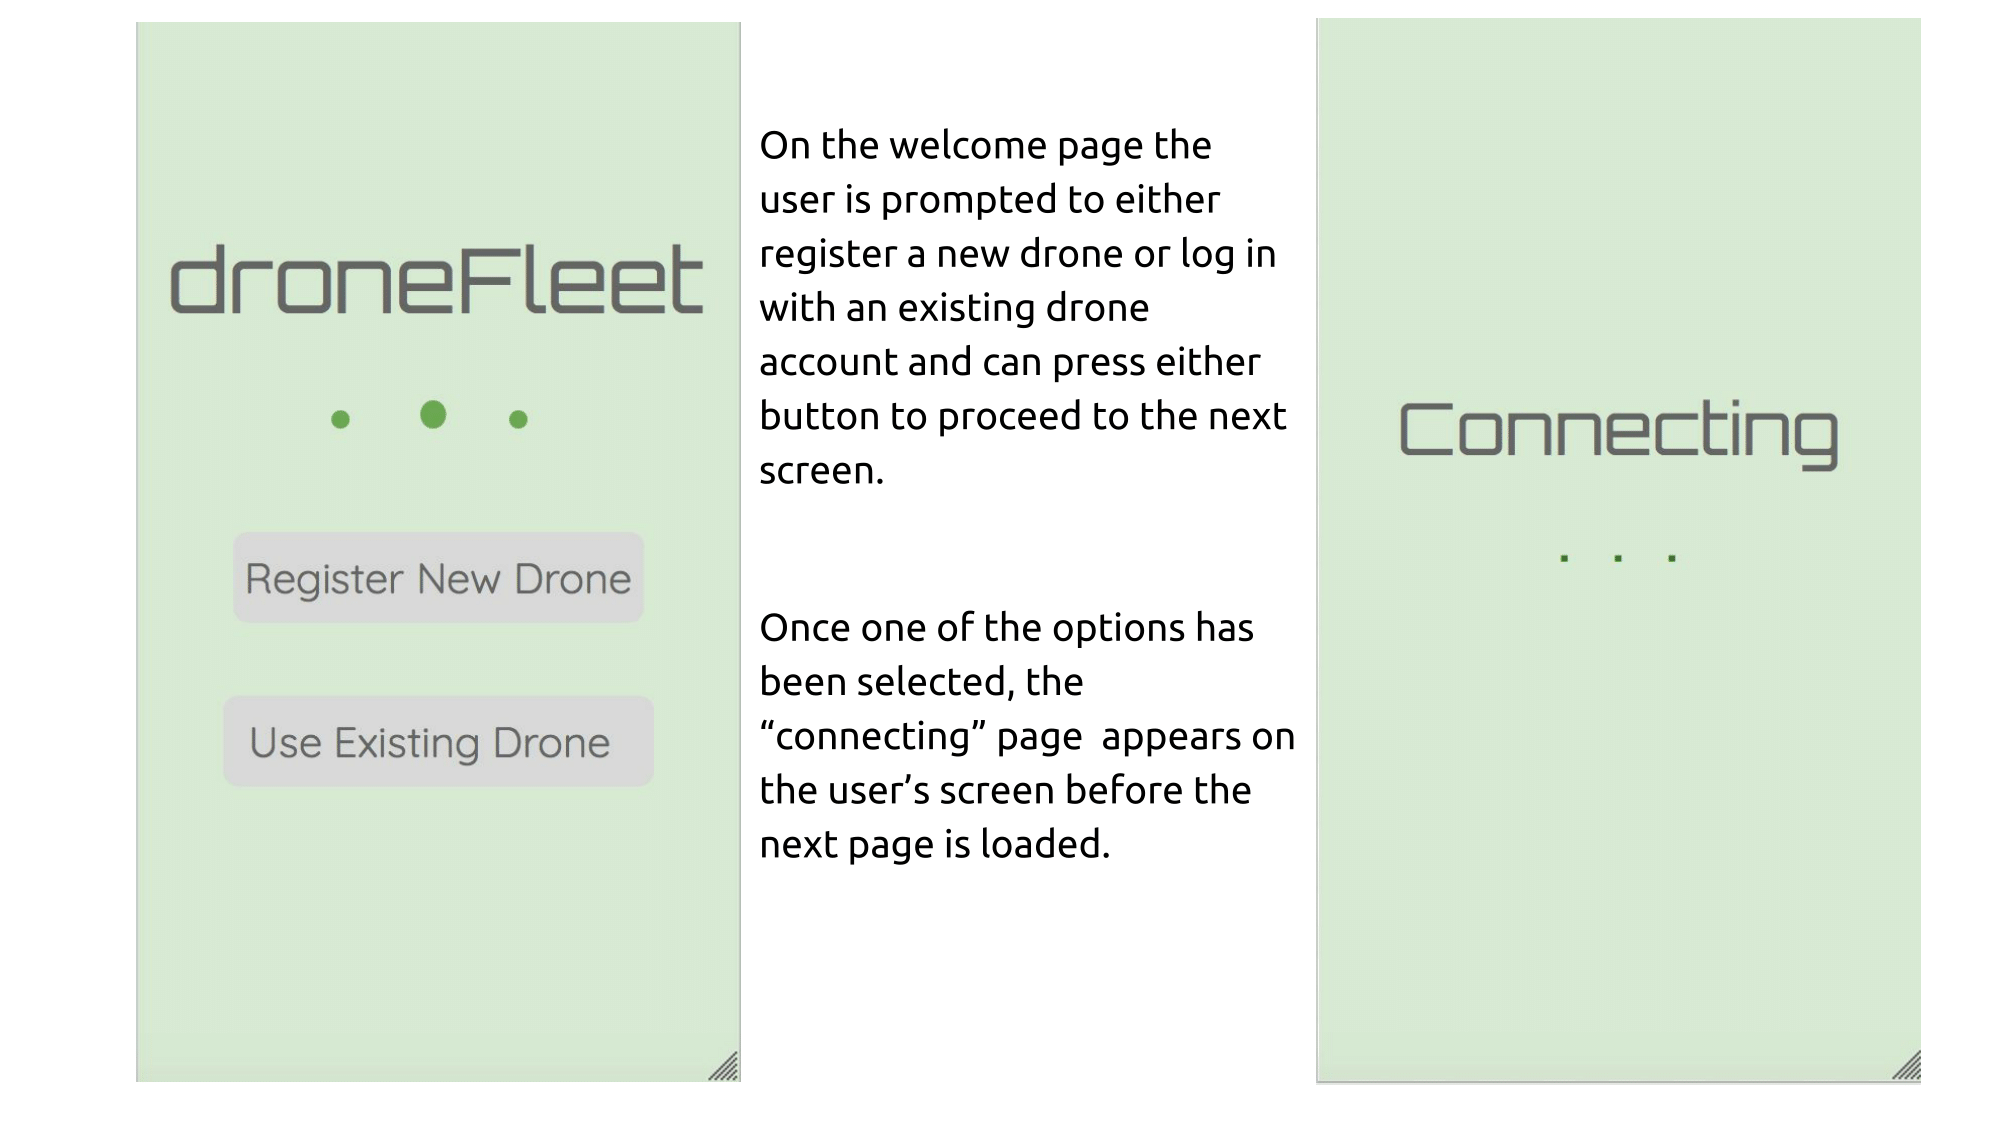 droneFleet
Register New Drone
Use Existing Drone
On the welcome page the
user is prompted to either
register a new drone or log in
with an existing drone
account and can press either
button to proceed to the next
screen.
Once one of the options has
been selected, the
“connecting” page  appears on
the user’s screen before the
next page is loaded.
Connecting
. . .